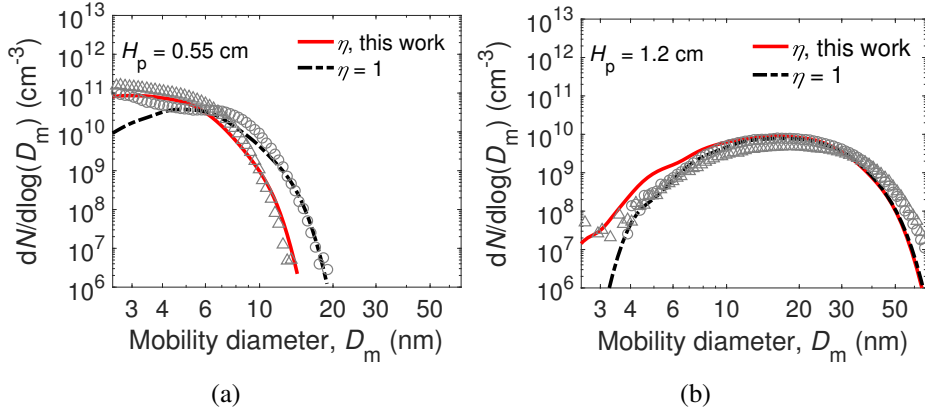 10^13
10^12
10^11
10^10
10^9
10^8
10^7
10^6
dN/dlog(D_m) (cm^-3)
H_p = 0.55 cm
η, this work
η = 1
3 4 6 10 20 30 50
Mobility diameter, D_m (nm)
(a)
10^13
10^12
10^11
10^10
10^9
10^8
10^7
10^6
dN/dlog(D_m) (cm^-3)
H_p = 1.2 cm
η, this work
η = 1
3 4 6 10 20 30 50
Mobility diameter, D_m (nm)
(b)